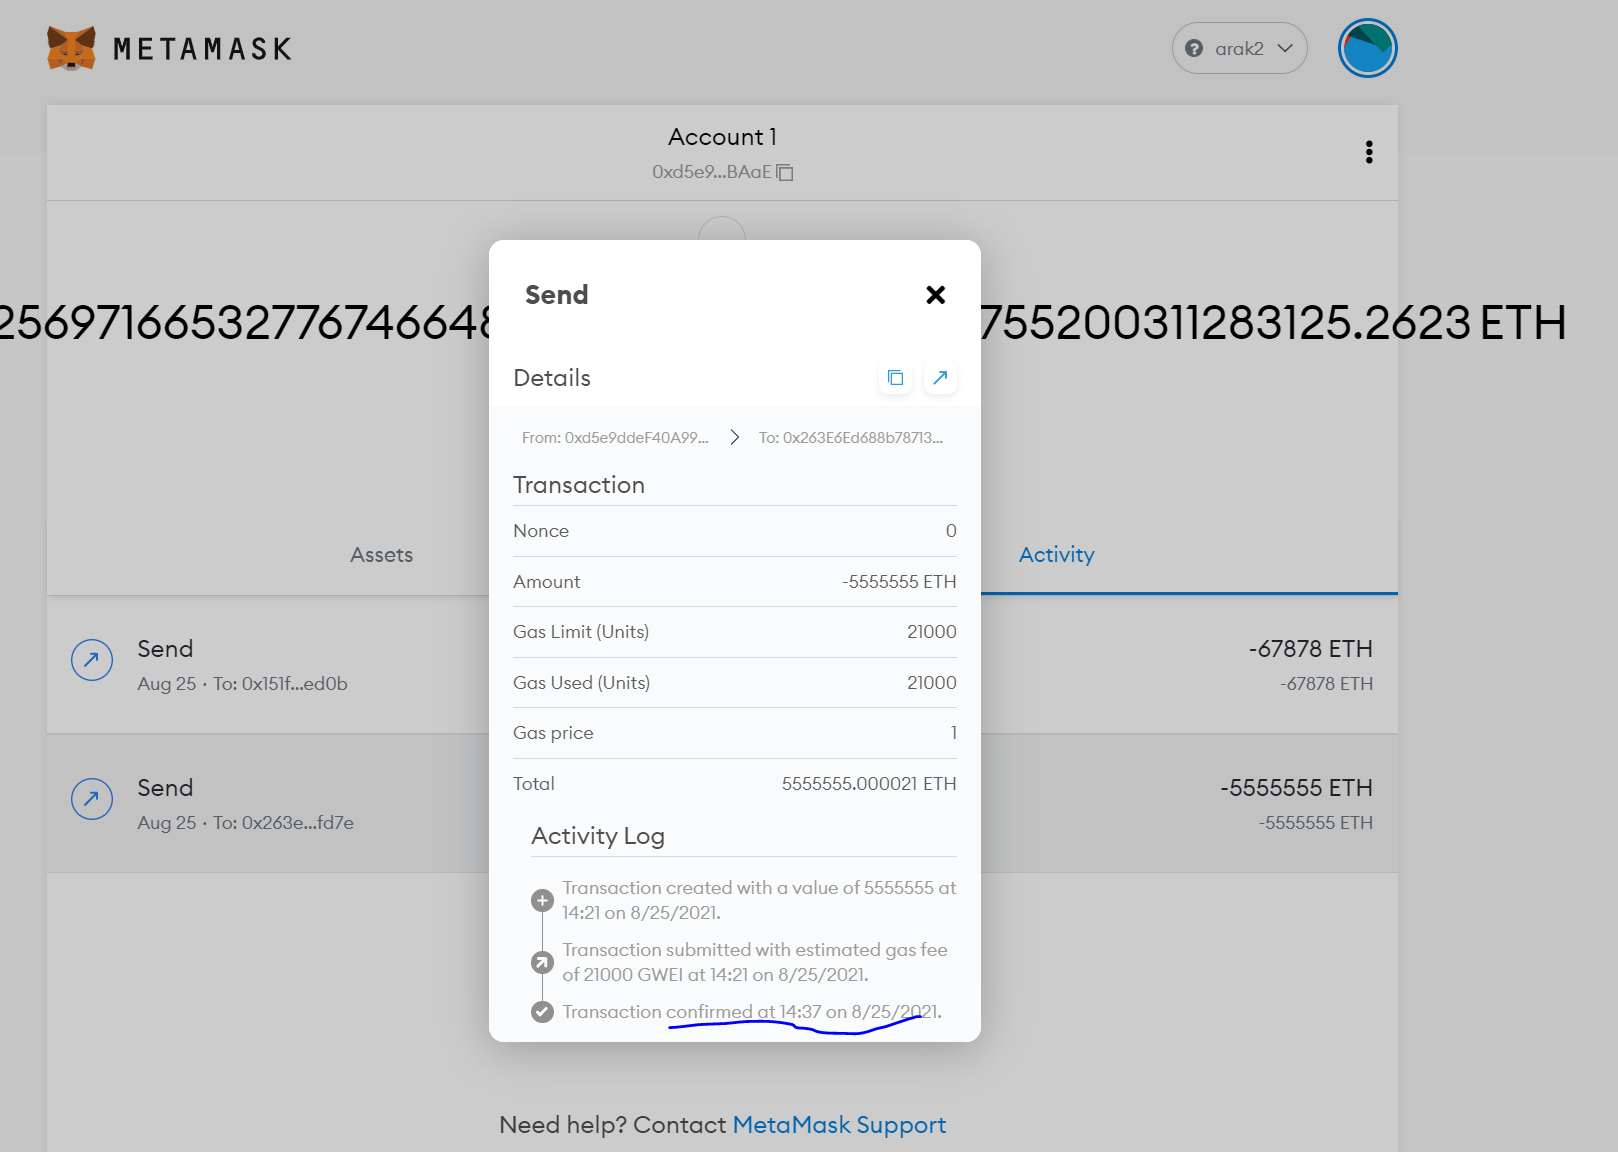 METAMASK
arak2
Account 1
0xd5e9...BAaE
Send
755200311283125.2623 ETH
Details
From: 0xd5e9ddeF40A99...
To: 0x263E6Ed688b78713...
Transaction
Nonce 0
Assets
Activity
Amount -5555555 ETH
Gas Limit (Units) 21000
Send
-67878 ETH
Aug 25 · To: 0x151f...ed0b
-67878 ETH
Gas Used (Units) 21000
Gas price 1
Send
-5555555 ETH
Aug 25 · To: 0x263e...fd7e
-5555555 ETH
Total 5555555.000021 ETH
Activity Log
Transaction created with a value of 5555555 at
14:21 on 8/25/2021.
Transaction submitted with estimated gas fee
of 21000 GWEI at 14:21 on 8/25/2021.
Transaction confirmed at 14:37 on 8/25/2021.
Need help? Contact MetaMask Support